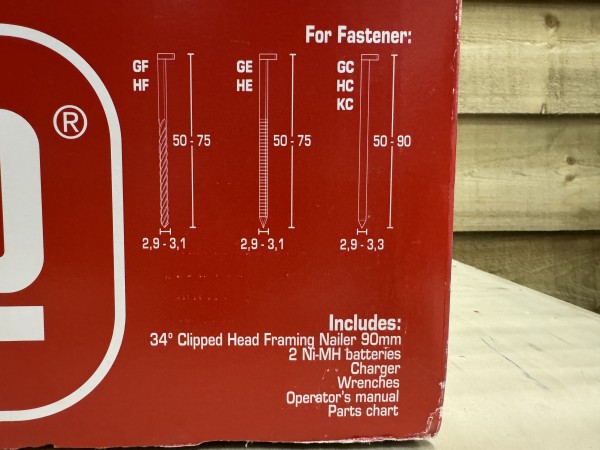 For Fastener:
GF
HF
50 - 75
2,9 - 3,1
GE
HE
50 - 75
2,9 - 3,1
GC
HC
KC
50 - 90
2,9 - 3,3
®
Includes:
34° Clipped Head Framing Nailer 90mm
2 Ni-MH batteries
Charger
Wrenches
Operator's manual
Parts chart